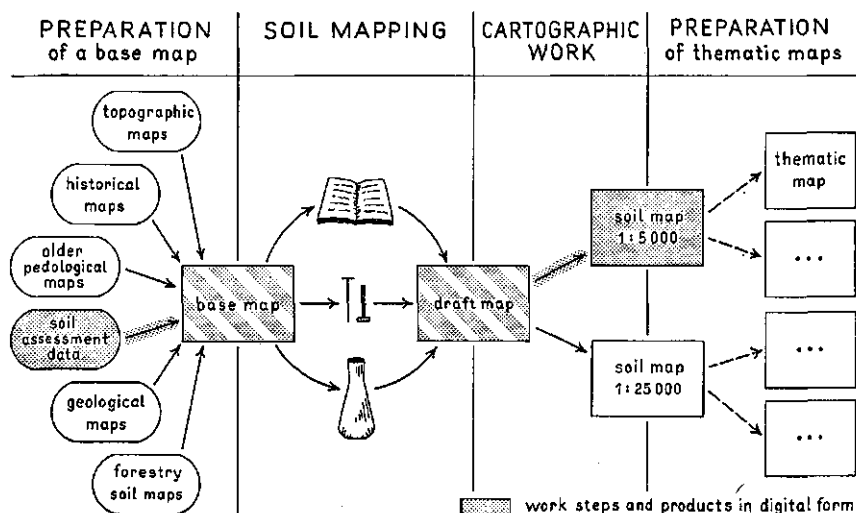 PREPARATION
of a base map
SOIL MAPPING
CARTOGRAPHIC
WORK
PREPARATION
of thematic maps
topographic
maps
historical
maps
older
pedological
maps
soil
assessment
data
geological
maps
forestry
soil maps
base map
draft map
soil map
1:5000
soil map
1:25000
thematic
map
...
...
...
work steps and products in digital form